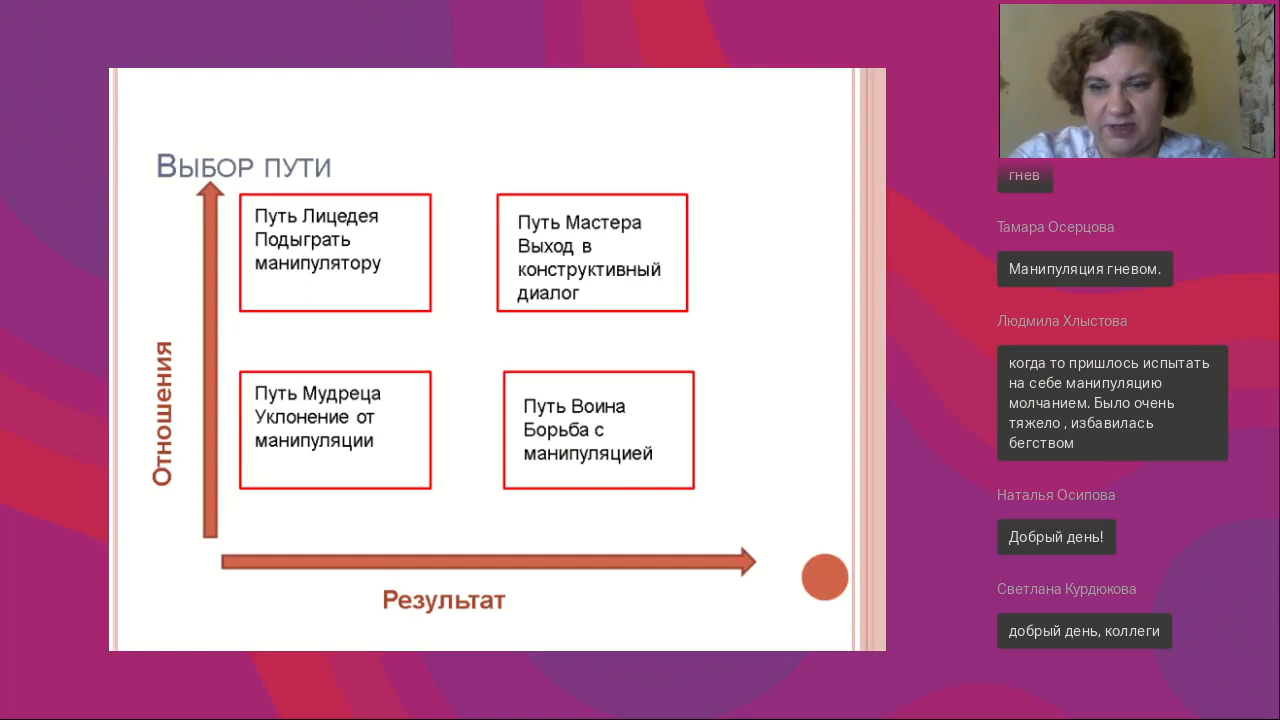 Выбор пути
Путь Лицедея
Подыграть
манипулятору
Путь Мастера
Выход в
конструктивный
диалог
Путь Мудреца
Уклонение от
манипуляции
Путь Воина
Борьба с
манипуляцией
Отношения
Результат
гнев
Тамара Осерцова
Манипуляция гневом.
Людмила Хлыстова
когда то пришлось испытать
на себе манипуляцию
молчанием. Было очень
тяжело , избавилась
бегством
Наталья Осипова
Добрый день!
Светлана Курдюкова
добрый день, коллеги